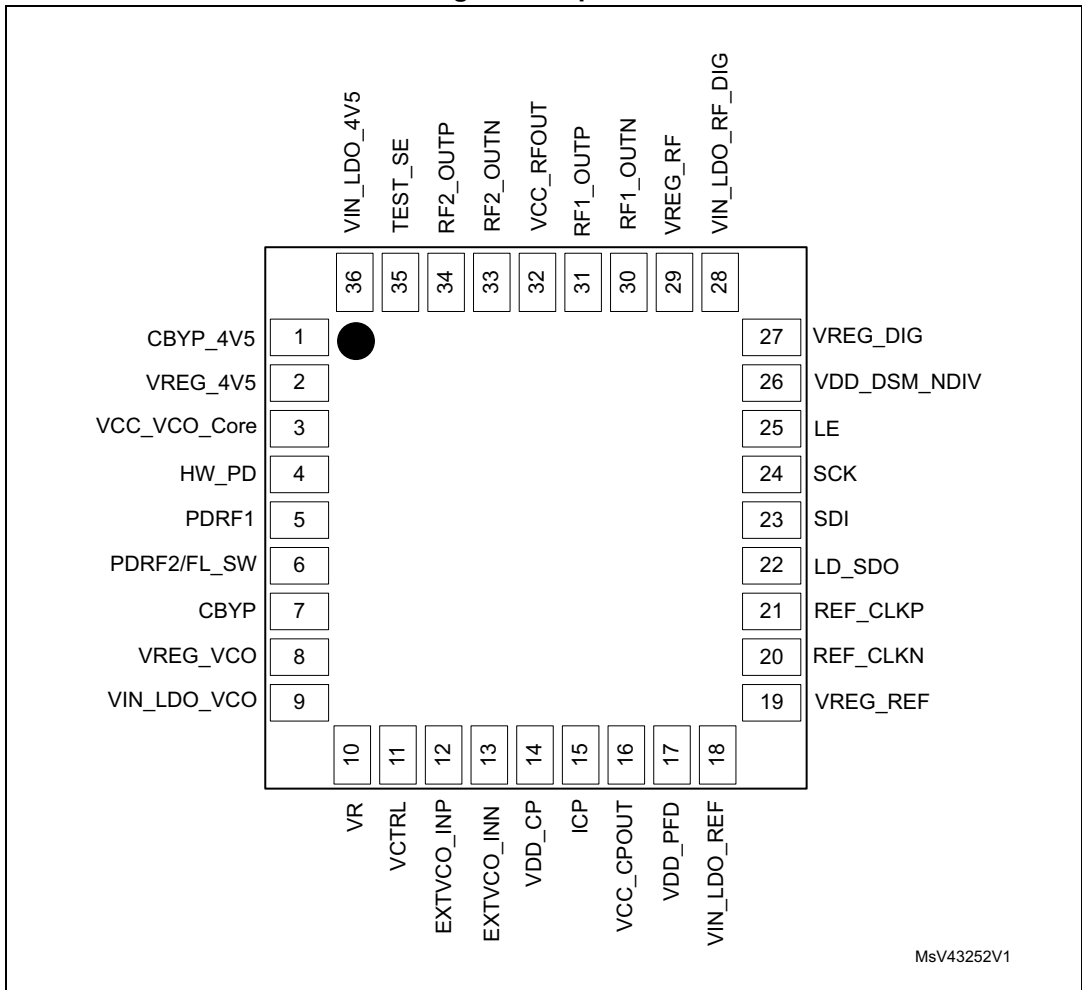 VIN_LDO_4V5
TEST_SE
RF2_OUTP
RF2_OUTN
VCC_RFOUT
RF1_OUTP
RF1_OUTN
VREG_RF
VIN_LDO_RF_DIG
36
35
34
33
32
31
30
29
28
CBYP_4V5 1
VREG_4V5 2
VCC_VCO_Core 3
HW_PD 4
PDRF1 5
PDRF2/FL_SW 6
CBYP 7
VREG_VCO 8
VIN_LDO_VCO 9
27 VREG_DIG
26 VDD_DSM_NDIV
25 LE
24 SCK
23 SDI
22 LD_SDO
21 REF_CLKP
20 REF_CLKN
19 VREG_REF
10
11
12
13
14
15
16
17
18
VR
VCTRL
EXTVCO_INP
EXTVCO_INN
VDD_CP
ICP
VCC_CPOUT
VDD_PFD
VIN_LDO_REF
MsV43252V1